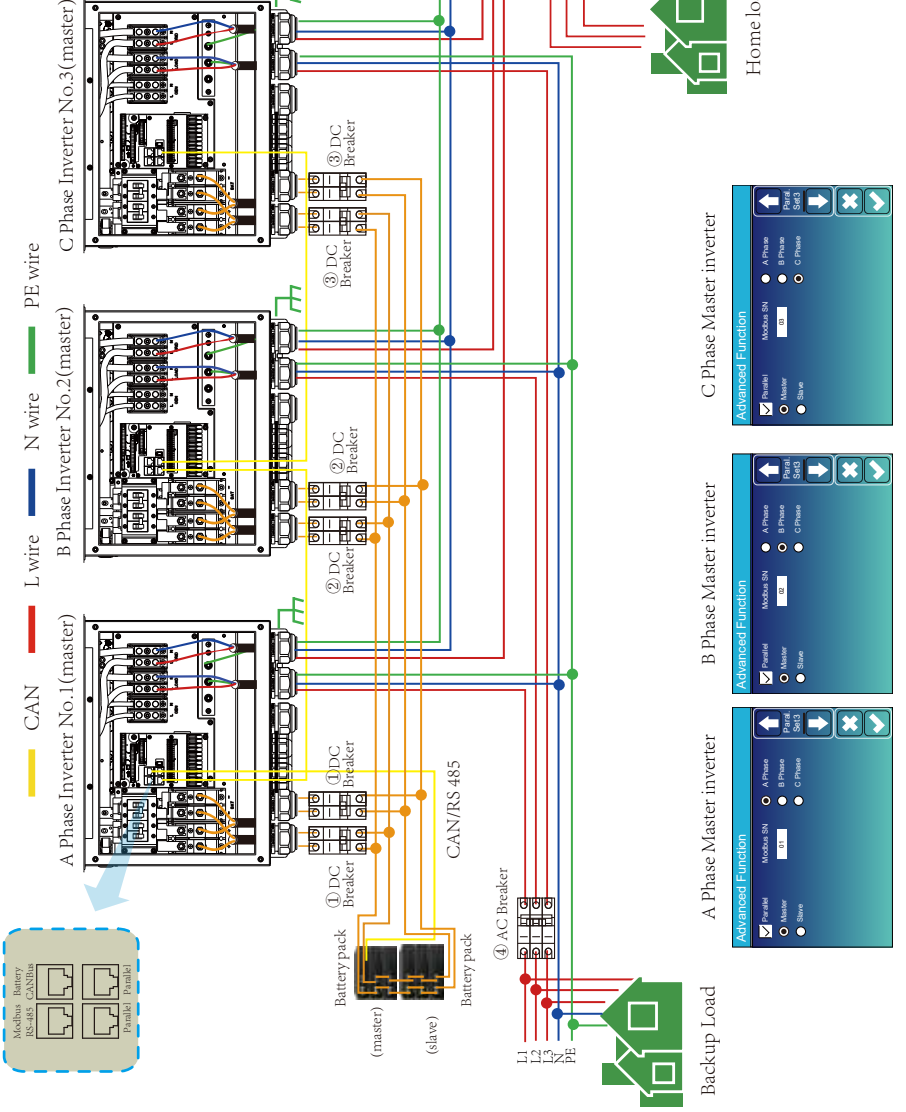 CAN
L wire
N wire
PE wire
Modbus
RS-485
Battery
CANBus
Parallel
Parallel
A Phase Inverter No.1(master)
B Phase Inverter No.2(master)
C Phase Inverter No.3(master)
① DC
Breaker
① DC
Breaker
② DC
Breaker
② DC
Breaker
③ DC
Breaker
③ DC
Breaker
Battery pack
(master)
(slave)
Battery pack
CAN/RS 485
④ AC Breaker
L1
L2
L3
N
PE
Backup Load
Home lo
A Phase Master inverter
Advanced Function
Parallel
Master
Slave
Modbus SN
01
A Phase
B Phase
C Phase
Paral.
Set3
B Phase Master inverter
Advanced Function
Parallel
Master
Slave
Modbus SN
02
A Phase
B Phase
C Phase
Paral.
Set3
C Phase Master inverter
Advanced Function
Parallel
Master
Slave
Modbus SN
03
A Phase
B Phase
C Phase
Paral.
Set3